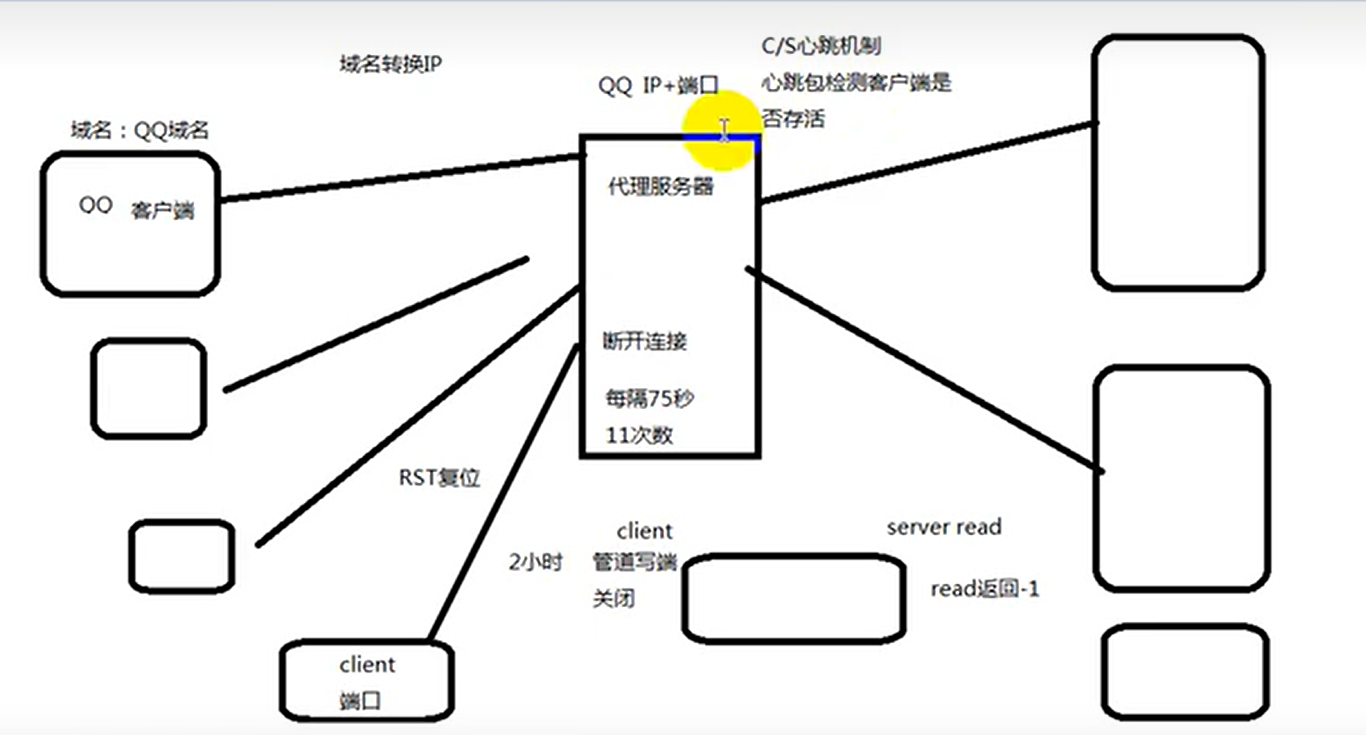 域名转换IP
C/S心跳机制
心跳包检测客户端是
否存活
QQ IP+端口
域名：QQ域名
QQ 客户端
代理服务器
断开连接
每隔75秒
11次数
RST复位
2小时
client
管道写端
关闭
server read
read返回-1
client
端口